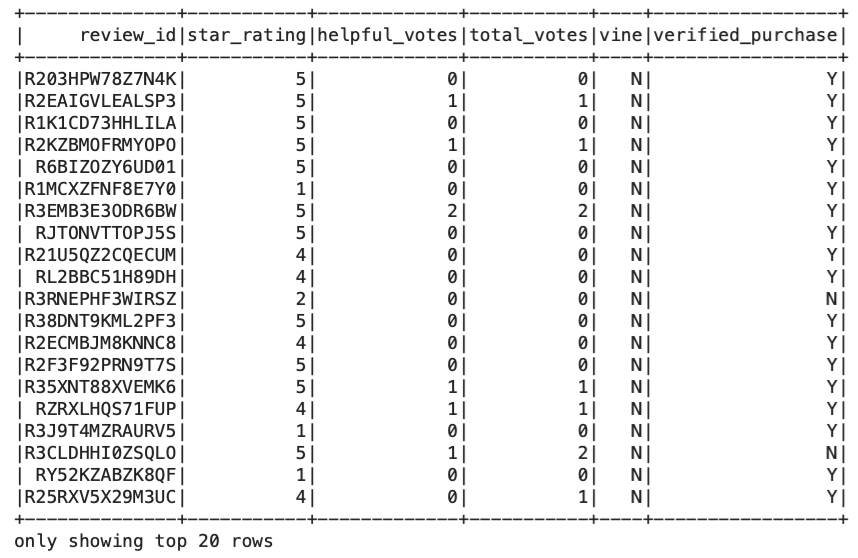 +--------------+-----------+-------------+-----------+----+-----------------+
|     review_id|star_rating|helpful_votes|total_votes|vine|verified_purchase|
+--------------+-----------+-------------+-----------+----+-----------------+
|R203HPW78Z7N4K|          5|            0|          0|   N|                Y|
|R2EAIGVLEALSP3|          5|            1|          1|   N|                Y|
|R1K1CD73HHLILA|          5|            0|          0|   N|                Y|
|R2KZBMOFRMYOPO|          5|            1|          1|   N|                Y|
| R6BIZOZY6UD01|          5|            0|          0|   N|                Y|
|R1MCXZFNF8E7Y0|          1|            0|          0|   N|                Y|
|R3EMB3E3ODR6BW|          5|            2|          2|   N|                Y|
| RJTONVTTOPJ5S|          5|            0|          0|   N|                Y|
|R21U5QZ2CQECUM|          4|            0|          0|   N|                Y|
| RL2BBC51H89DH|          4|            0|          0|   N|                Y|
|R3RNEPHF3WIRSZ|          2|            0|          0|   N|                N|
|R38DNT9KML2PF3|          5|            0|          0|   N|                Y|
|R2ECMBJM8KNNC8|          4|            0|          0|   N|                Y|
|R2F3F92PRN9T7S|          5|            0|          0|   N|                Y|
|R35XNT88XVEMK6|          5|            1|          1|   N|                Y|
| RZRXLHQS71FUP|          4|            1|          1|   N|                Y|
|R3J9T4MZRAURV5|          1|            0|          0|   N|                Y|
|R3CLDHHI0ZSQLO|          5|            1|          2|   N|                N|
| RY52KZABZK8QF|          1|            0|          0|   N|                Y|
|R25RXV5X29M3UC|          4|            0|          1|   N|                Y|
+--------------+-----------+-------------+-----------+----+-----------------+
only showing top 20 rows